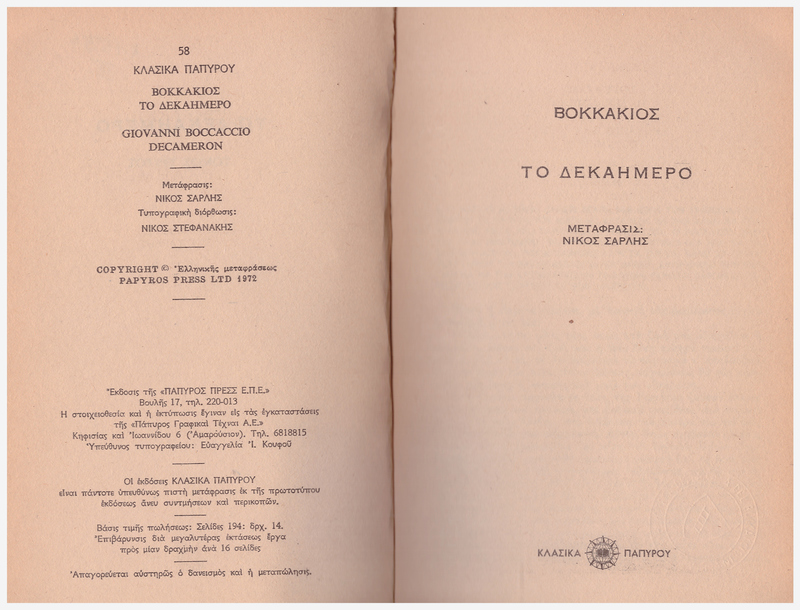 58
ΚΛΑΣΙΚΑ ΠΑΠΥΡΟΥ
ΒΟΚΚΑΚΙΟΣ
ΤΟ ΔΕΚΑΗΜΕΡΟ
GIOVANNI BOCCACCIO
DECAMERON
Μετάφρασις:
ΝΙΚΟΣ ΣΑΡΛΗΣ
Τυπογραφικὴ διόρθωσις:
ΝΙΚΟΣ ΣΤΕΦΑΝΑΚΗΣ
COPYRIGHT © Ἑλληνικῆς μεταφράσεως
PAPYROS PRESS LTD 1972
Ἔκδοσις τῆς «ΠΑΠΥΡΟΣ ΠΡΕΣΣ Ε.Π.Ε.»
Βουλῆς 17, τηλ. 220-013
Η στοιχειοθεσία καὶ ἡ ἐκτύπωσις ἔγιναν εἰς τὰς ἐγκαταστάσεις
τῆς «Πάπυρος Γραφικαὶ Τέχναι Α.Ε.»
Κηφισίας καὶ Ἰωαννίδου 6 (Ἀμαρούσιον). Τηλ. 6818815
Ὑπεύθυνος τυπογραφείου: Εὐαγγελία Ἰ. Κουφοῦ
Οἱ ἐκδόσεις ΚΛΑΣΙΚΑ ΠΑΠΥΡΟΥ
εἶναι πάντοτε ὑπευθύνως πιστὴ μετάφρασις ἐκ τῆς πρωτοτύπου
ἐκδόσεως ἄνευ συντμήσεων καὶ περικοπῶν.
Βάσις τιμῆς πωλήσεως: Σελίδες 194: δρχ. 14.
Ἐπιβάρυνσις διὰ μεγαλυτέρας ἐκτάσεως ἔργα
πρὸς μίαν δραχμὴν ἀνὰ 16 σελίδες
Ἀπαγορεύεται αὐστηρῶς ὁ δανεισμὸς καὶ ἡ μεταπώλησις.
ΒΟΚΚΑΚΙΟΣ
ΤΟ ΔΕΚΑΗΜΕΡΟ
ΜΕΤΑΦΡΑΣΙΣ:
ΝΙΚΟΣ ΣΑΡΛΗΣ
ΚΛΑΣΙΚΑ ΠΑΠΥΡΟΥ